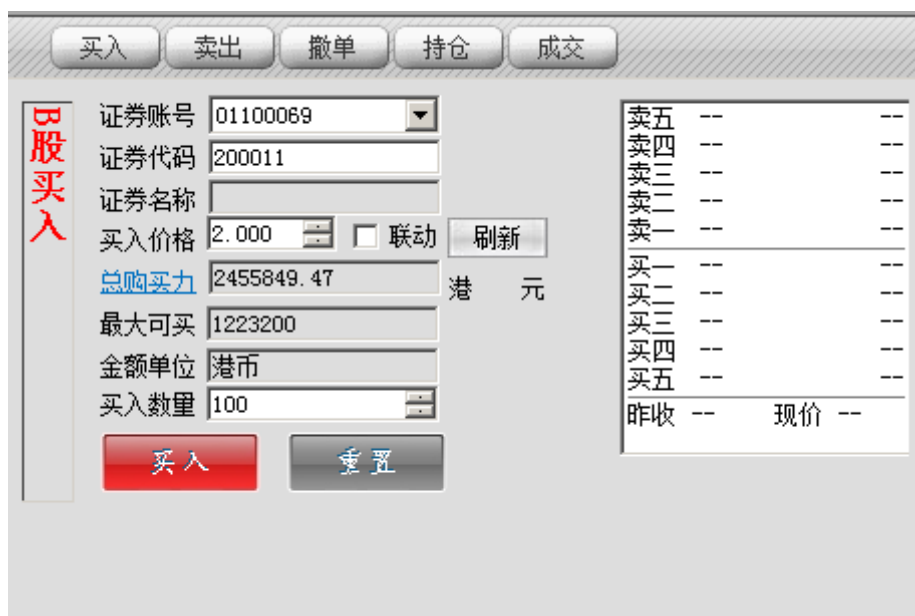 买入 卖出 撤单 持仓 成交
B股买入
证券账号 01100069
证券代码 200011
证券名称
买入价格 2.000 联动 刷新
总购买力 2455849.47 港 元
最大可买 1223200
金额单位 港币
买入数量 100
买入 重置
卖五 -- --
卖四 -- --
卖三 -- --
卖二 -- --
卖一 -- --
买一 -- --
买二 -- --
买三 -- --
买四 -- --
买五 -- --
昨收 -- 现价 --